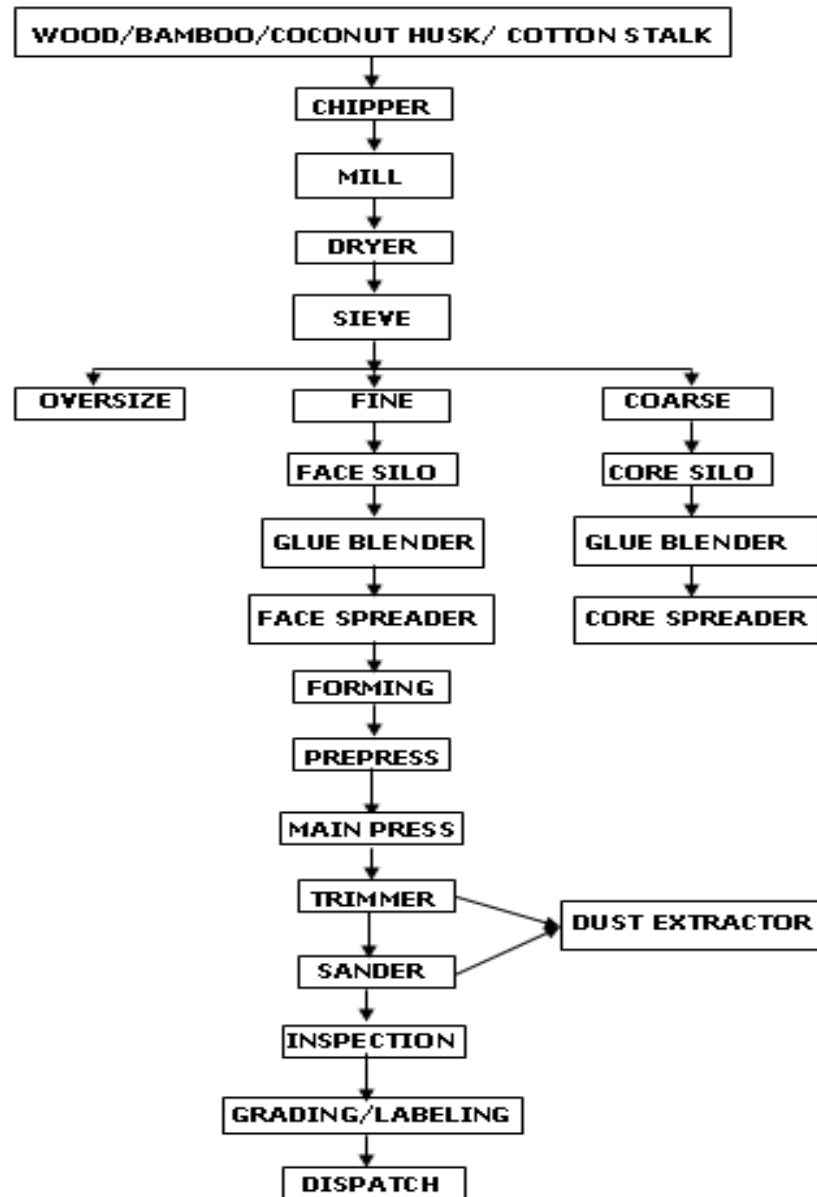 WOOD/BAMBOO/COCONUT HUSK/ COTTON STALK
CHIPPER
MILL
DRYER
SIEVE
OVERSIZE
FINE
COARSE
FACE SILO
CORE SILO
GLUE BLENDER
GLUE BLENDER
FACE SPREADER
CORE SPREADER
FORMING
PREPRESS
MAIN PRESS
TRIMMER
DUST EXTRACTOR
SANDER
INSPECTION
GRADING/LABELING
DISPATCH